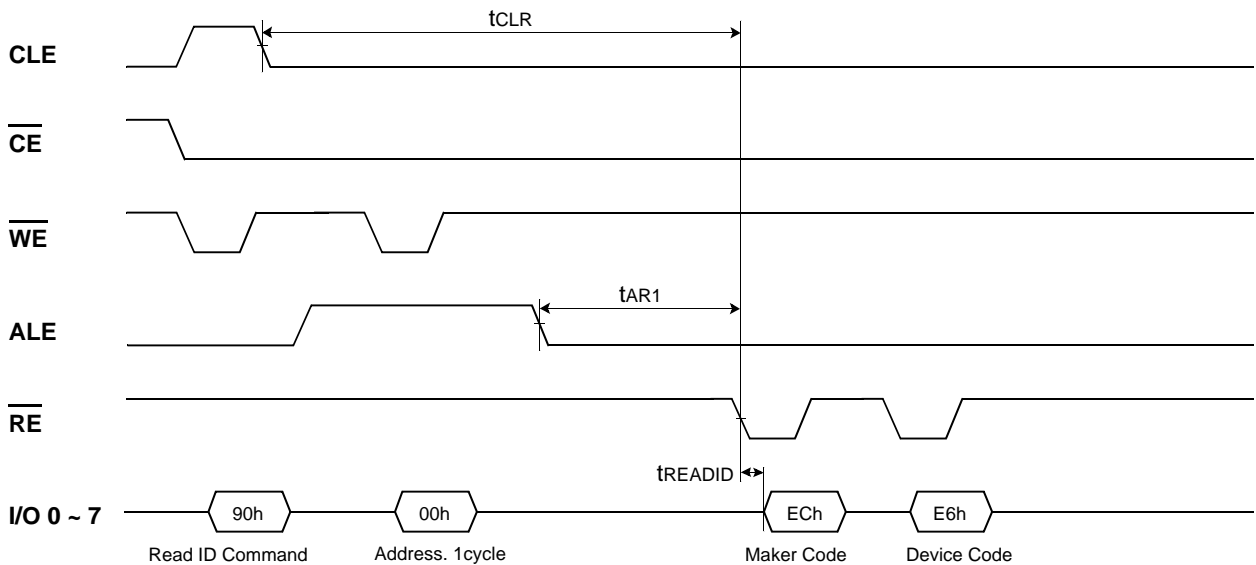 tCLR
CLE
CE
WE
tAR1
ALE
RE
tREADID
I/O 0 ~ 7
90h
00h
ECh
E6h
Read ID Command
Address. 1cycle
Maker Code
Device Code